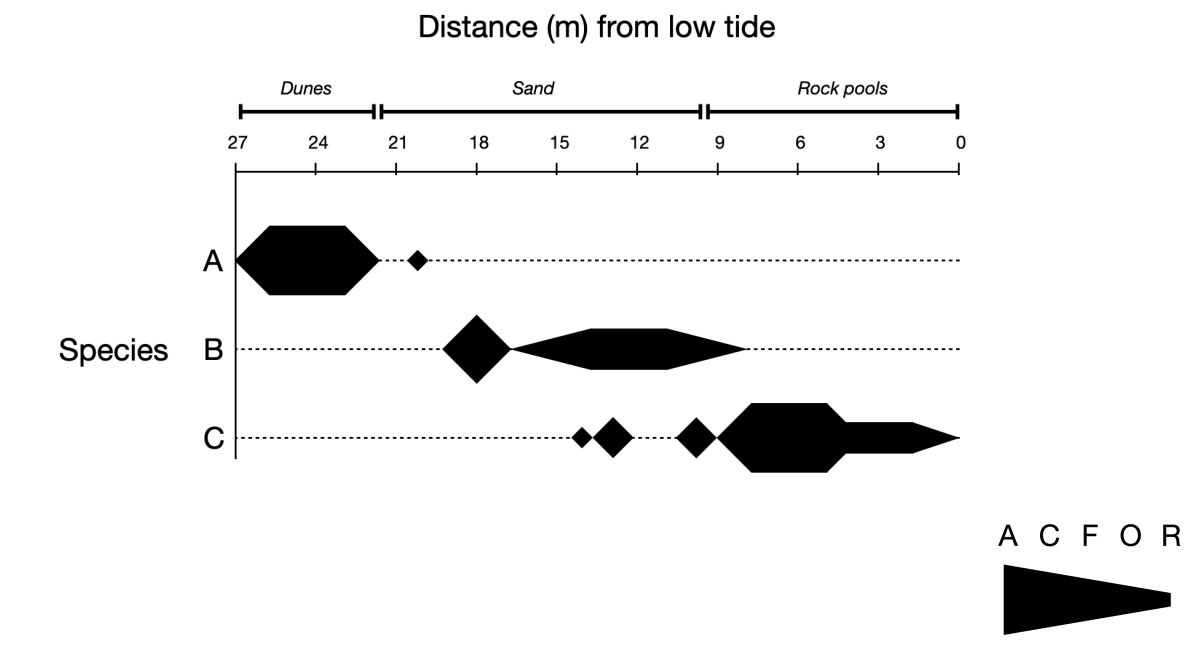 Distance (m) from low tide
Dunes Sand Rock pools
27 24 21 18 15 12 9 6 3 0
A
Species B
C
A C F O R